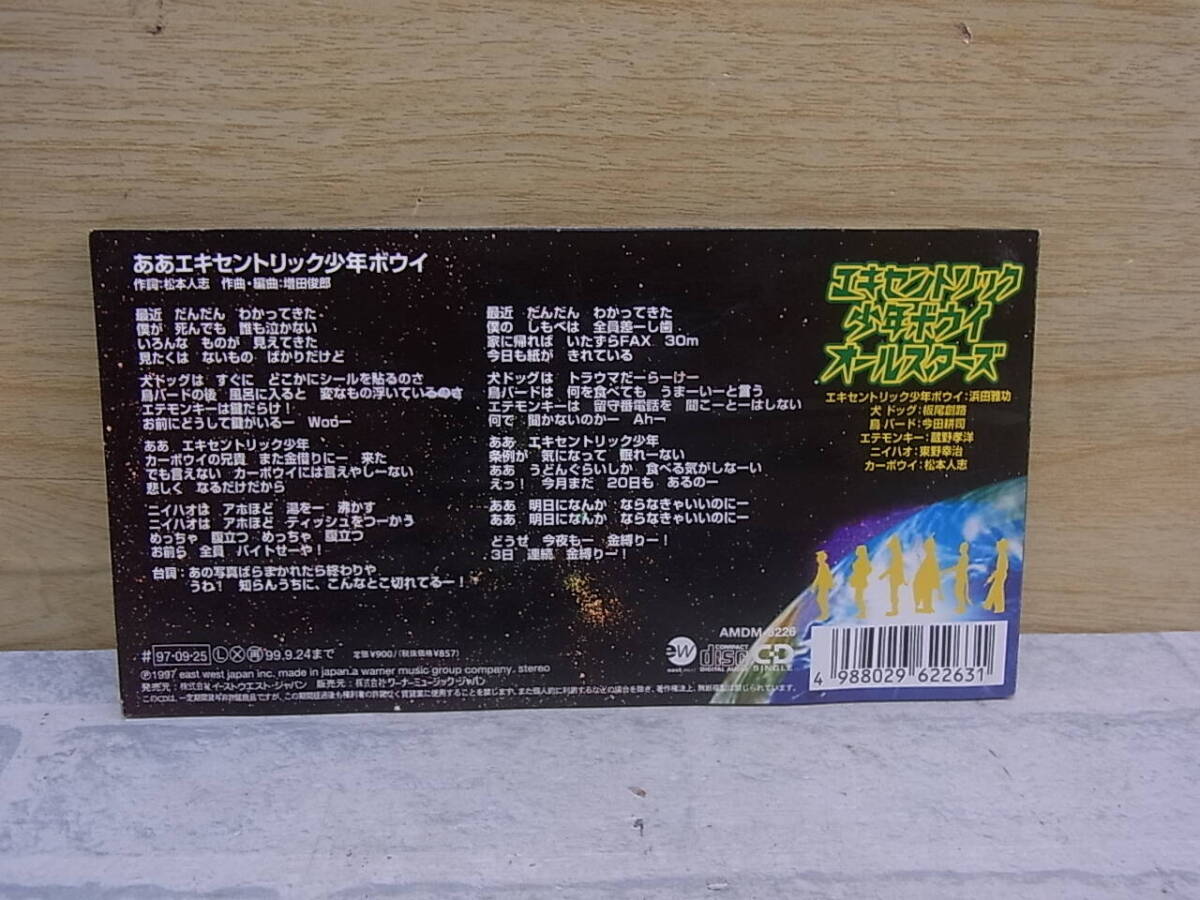 ああエキセントリック少年ボウイ
作詞:松本人志 作曲・編曲:増田俊郎
最近 だんだん わかってきた
僕が 死んでも 誰も泣かない
いろんな ものが 見えてきた
見たくは ないもの ばかりだけど
犬ドッグは すぐに どこかにシールを貼るのさ
鳥バードの後 風呂に入ると 変なもの浮いているのさ
エテモンキーは鍵だらけ!
お前にどうして鍵がいるー Wooー
ああ エキセントリック少年
カーボウイの兄貴 また金借りにー 来た
でも言えない カーボウイには言えやしーない
悲しく なるだけだから
ニイハオは アホほど 湯をー 沸かす
ニイハオは アホほど ティッシュをつーかう
めっちゃ 腹立つ めっちゃ 腹立つ
お前ら 全員 バイトせーや!
台詞:あの写真ばらまかれたら終わりや
うね! 知らんうちに、こんなとこ切れてるー!
最近 だんだん わかってきた
僕の しもべは 全員差ーし歯
家に帰れば いたずらFAX 30m
今日も紙が きれている
犬ドッグは トラウマだーらーけー
鳥バードは 何を食べても うまーいーと言う
エテモンキーは 留守番電話を 聞こーとーはしない
何で 聞かないのかー Ahー
ああ エキセントリック少年
条例が 気になって 眠れーない
ああ うどんぐらいしか 食べる気がしなーい
えっ! 今月まだ 20日も あるのー
ああ 明日になんか ならなきゃいいのにー
ああ 明日になんか ならなきゃいいのにー
どうせ 今夜もー 金縛りー!
3日 連続 金縛りー!
エキセントリック
少年ボウイ
オールスターズ
エキセントリック少年ボウイ:浜田雅功
犬 ドッグ:板尾創路
鳥 バード:今田耕司
エテモンキー:蔵野孝洋
ニイハオ:東野幸治
カーボウイ:松本人志
AMDM-6226
# 97・09・25 L X 再 99.9.24まで
定価¥900/(税抜価格¥857)
ew
COMPACT disc DIGITAL AUDIO
CD SINGLE
℗1997 east west japan inc. made in japan.a warner music group company. stereo
発売元:株式会社イーストウエスト・ジャパン 販売元:株式会社ワーナーミュージック・ジャパン
4 988029 622631